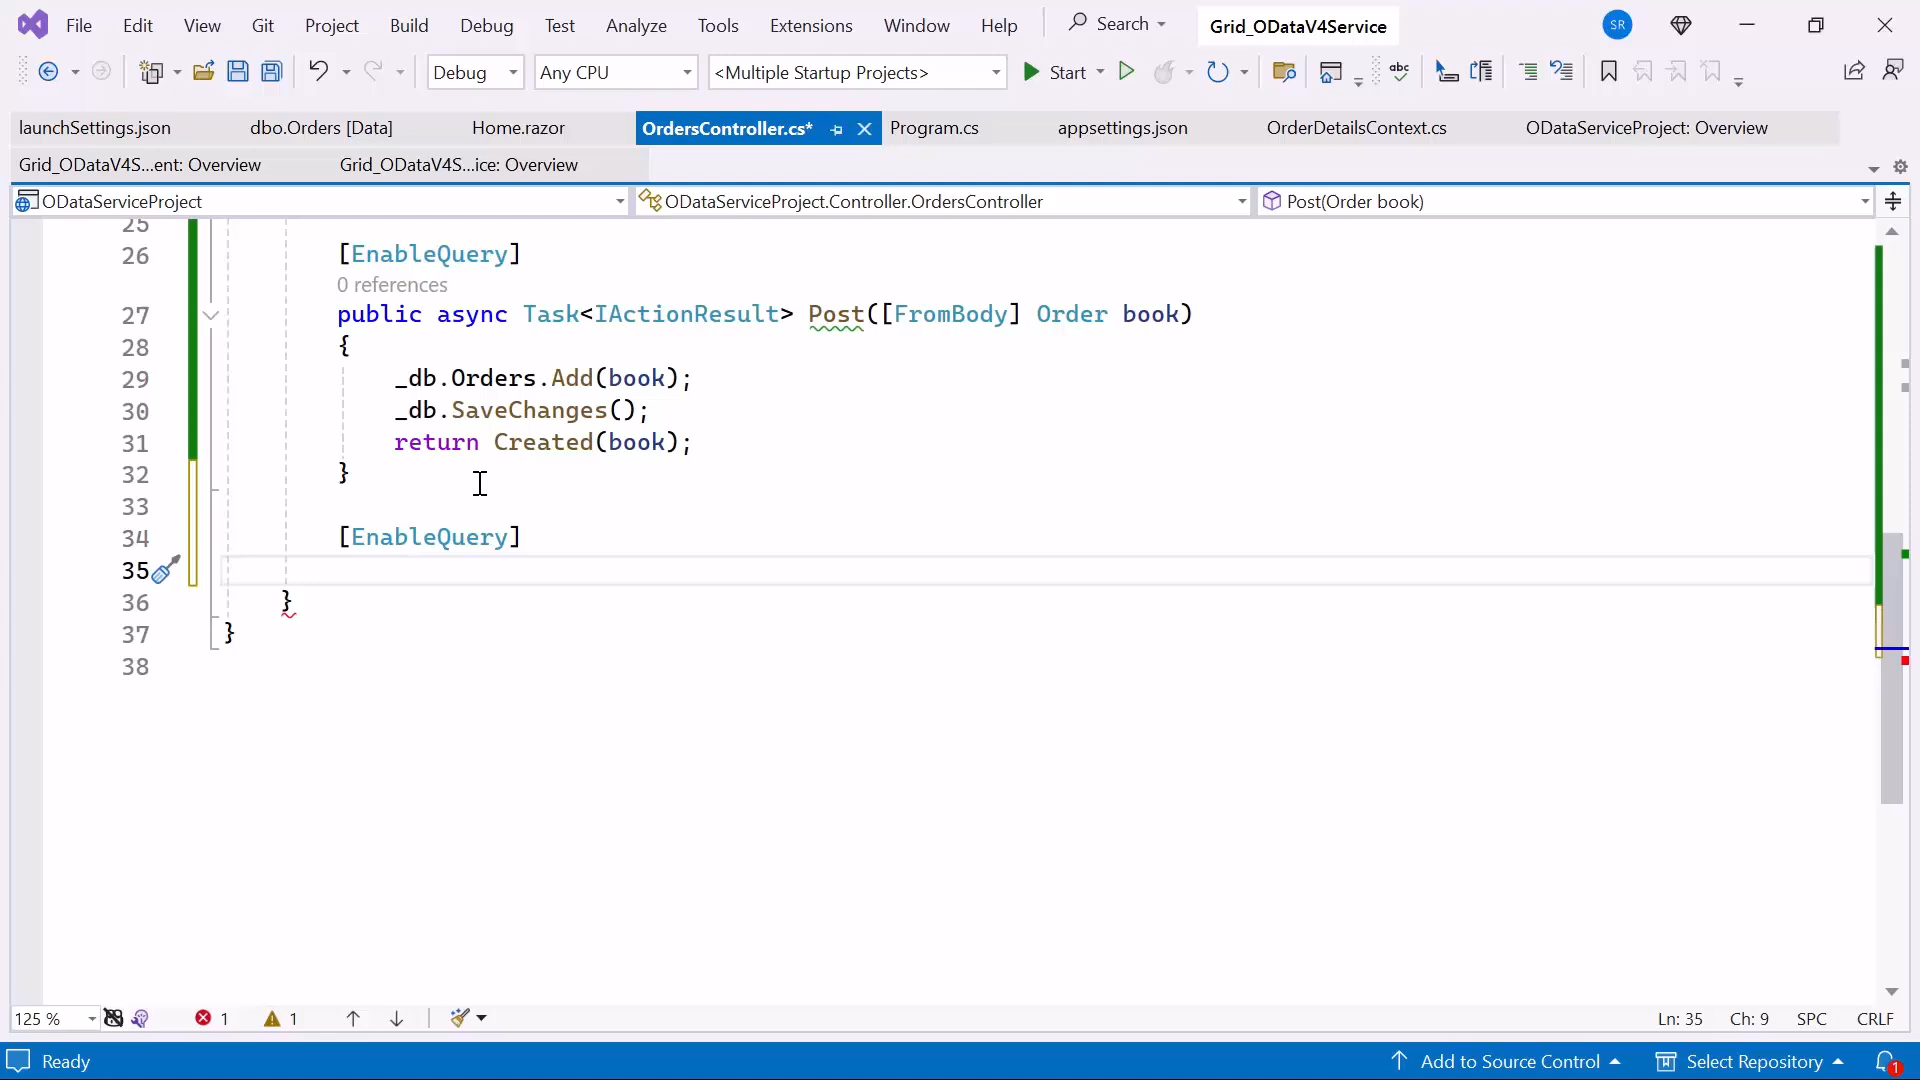 File Edit View Git Project Build Debug Test Analyze Tools Extensions Window Help Search Grid_ODataV4Service SR
Debug Any CPU <Multiple Startup Projects> Start abc
launchSettings.json dbo.Orders [Data] Home.razor OrdersController.cs* Program.cs appsettings.json OrderDetailsContext.cs ODataServiceProject: Overview
Grid_ODataV4S...ent: Overview Grid_ODataV4S...ice: Overview
ODataServiceProject ODataServiceProject.Controller.OrdersController Post(Order book)
25
26 [EnableQuery]
0 references
27 public async Task<IActionResult> Post([FromBody] Order book)
28 {
29 _db.Orders.Add(book);
30 _db.SaveChanges();
31 return Created(book);
32 }
33
34 [EnableQuery]
35
36 }
37 }
38
125 % 1 1 Ln: 35 Ch: 9 SPC CRLF
Ready Add to Source Control Select Repository 1